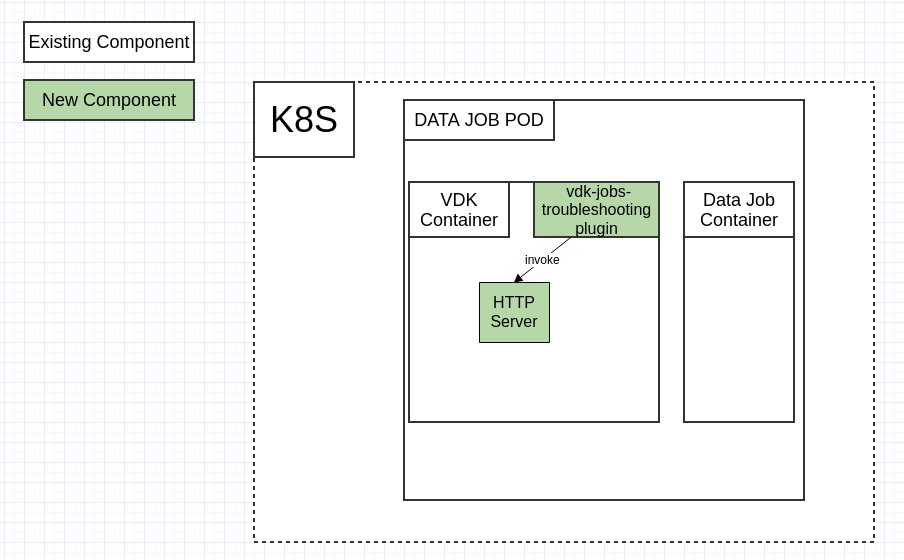 Existing Component
New Component
K8S
DATA JOB POD
VDK
Container
vdk-jobs-
troubleshooting
plugin
Data Job
Container
invoke
HTTP
Server